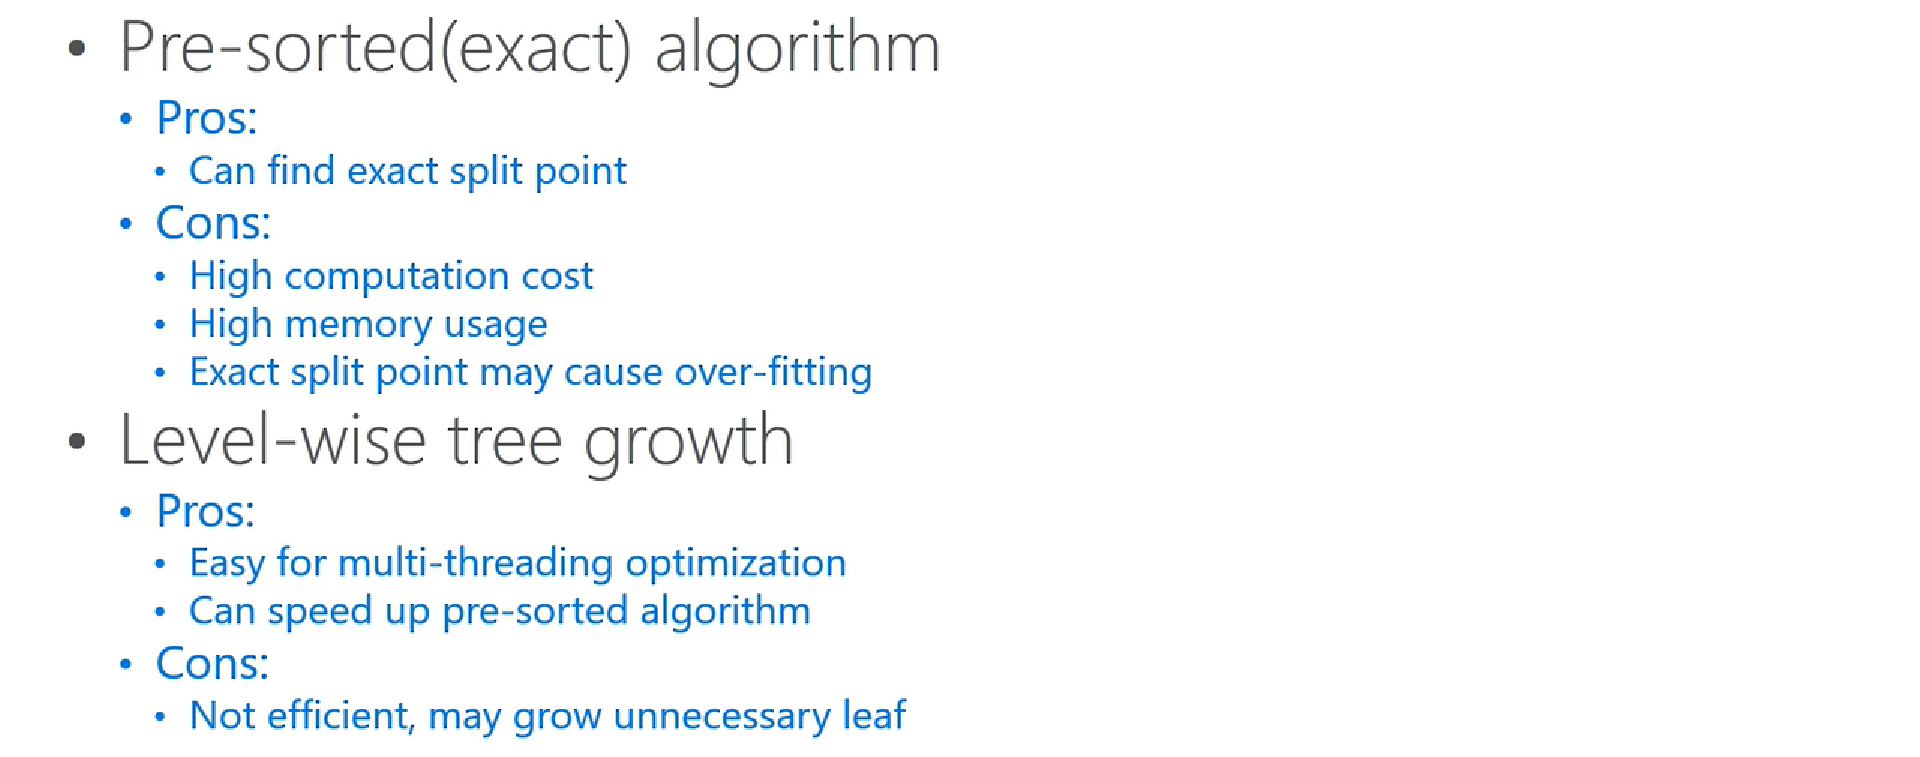 • Pre-sorted(exact) algorithm
• Pros:
• Can find exact split point
• Cons:
• High computation cost
• High memory usage
• Exact split point may cause over-fitting
• Level-wise tree growth
• Pros:
• Easy for multi-threading optimization
• Can speed up pre-sorted algorithm
• Cons:
• Not efficient, may grow unnecessary leaf